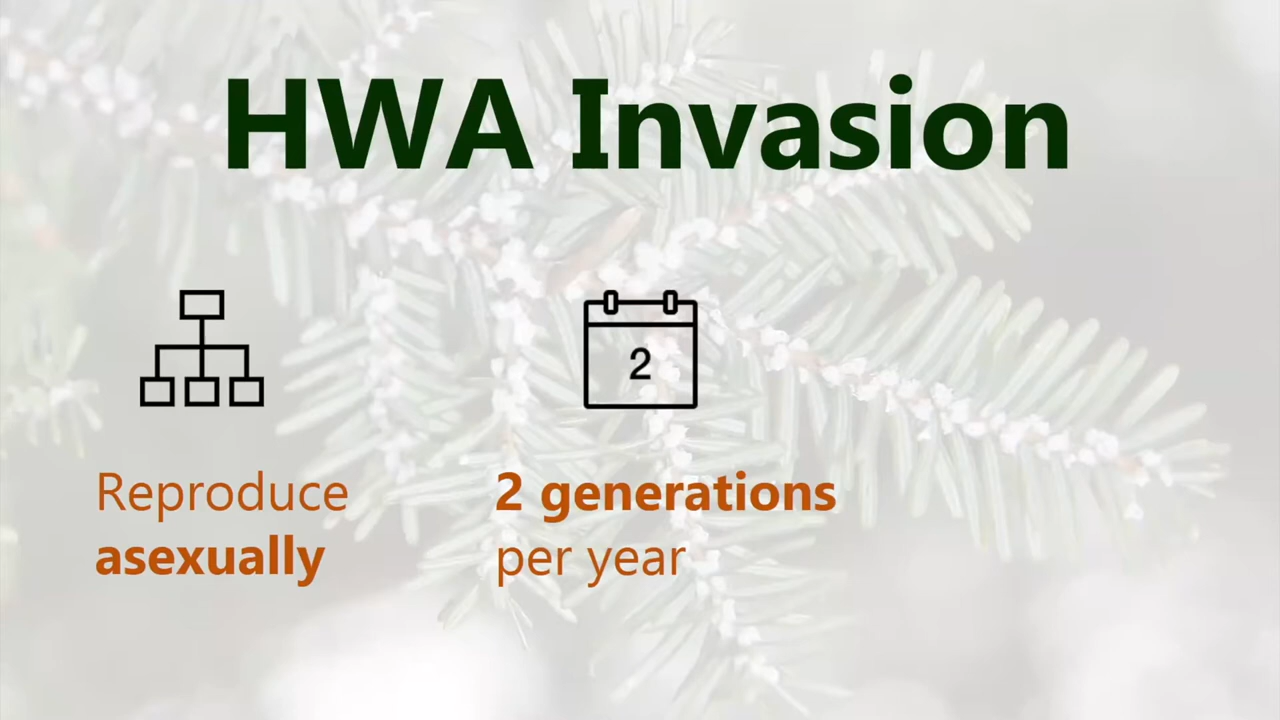 HWA Invasion
2
Reproduce
asexually
2 generations
per year